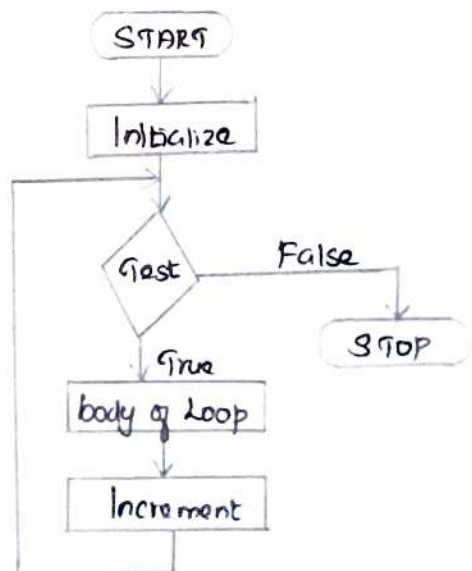 START
Initialize
Test
False
STOP
True
body of Loop
Increment